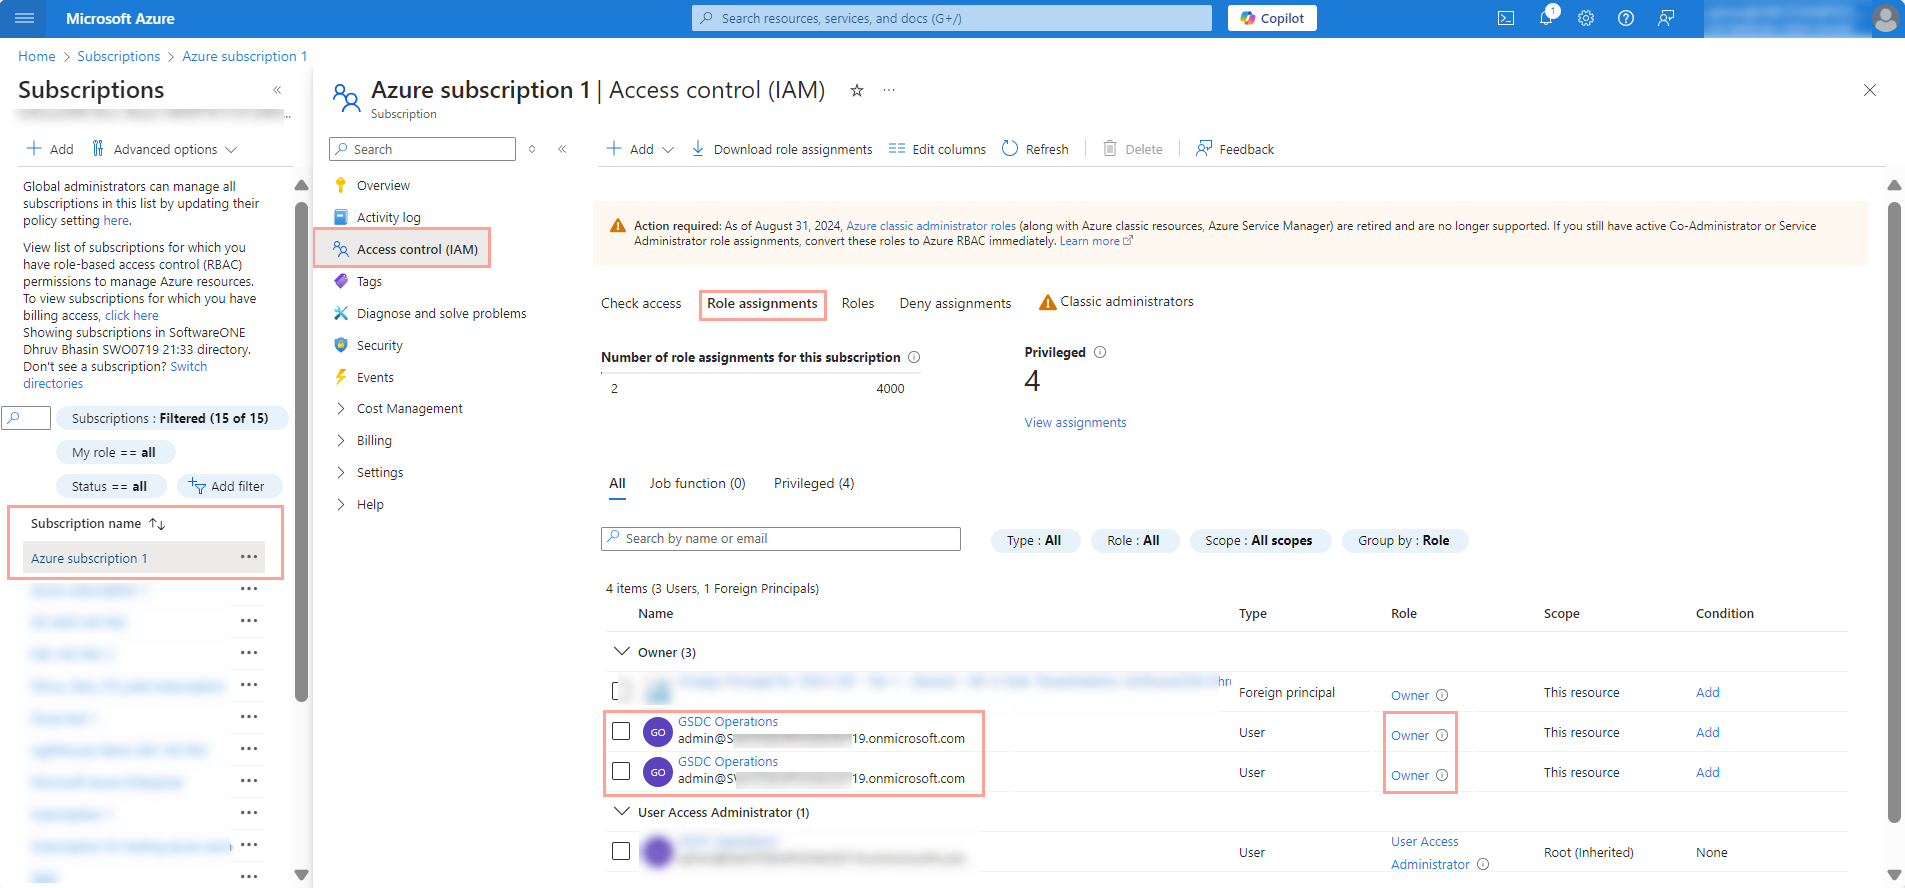 Microsoft Azure
Search resources, services, and docs (G+/)
Copilot
1
Home > Subscriptions > Azure subscription 1
Subscriptions
Azure subscription 1 | Access control (IAM)
Subscription
Add
Advanced options
Global administrators can manage all
subscriptions in this list by updating their
policy setting here.
View list of subscriptions for which you
have role-based access control (RBAC)
permissions to manage Azure resources.
To view subscriptions for which you have
billing access, click here
Showing subscriptions in SoftwareONE
Dhruv Bhasin SWO0719 21:33 directory.
Don't see a subscription? Switch
directories
Subscriptions : Filtered (15 of 15)
My role == all
Status == all
Add filter
Subscription name
Azure subscription 1
Search
Overview
Activity log
Access control (IAM)
Tags
Diagnose and solve problems
Security
Events
Cost Management
Billing
Settings
Help
Add
Download role assignments
Edit columns
Refresh
Delete
Feedback
Action required: As of August 31, 2024, Azure classic administrator roles (along with Azure classic resources, Azure Service Manager) are retired and are no longer supported. If you still have active Co-Administrator or Service
Administrator role assignments, convert these roles to Azure RBAC immediately. Learn more
Check access
Role assignments
Roles
Deny assignments
Classic administrators
Number of role assignments for this subscription
2
4000
Privileged
4
View assignments
All
Job function (0)
Privileged (4)
Search by name or email
Type : All
Role : All
Scope : All scopes
Group by : Role
4 items (3 Users, 1 Foreign Principals)
Name
Type
Role
Scope
Condition
Owner (3)
Foreign principal
Owner
This resource
Add
GO
GSDC Operations
admin@S 19.onmicrosoft.com
User
Owner
This resource
Add
GO
GSDC Operations
admin@S 19.onmicrosoft.com
User
Owner
This resource
Add
User Access Administrator (1)
User
User Access
Administrator
Root (Inherited)
None